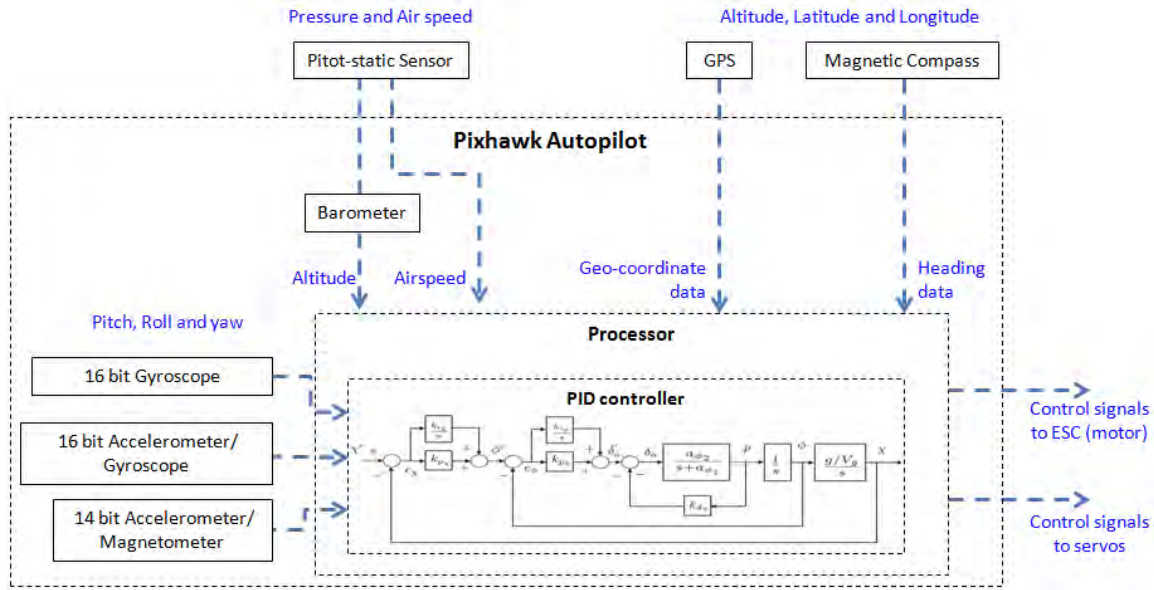 Pressure and Air speed
Altitude, Latitude and Longitude
Pitot-static Sensor
GPS
Magnetic Compass
Pixhawk Autopilot
Barometer
Altitude
Airspeed
Geo-coordinate
data
Heading
data
Pitch, Roll and yaw
Processor
16 bit Gyroscope
PID controller
16 bit Accelerometer/
Gyroscope
14 bit Accelerometer/
Magnetometer
p
g/V_g
s
Control signals
to ESC (motor)
Control signals
to servos